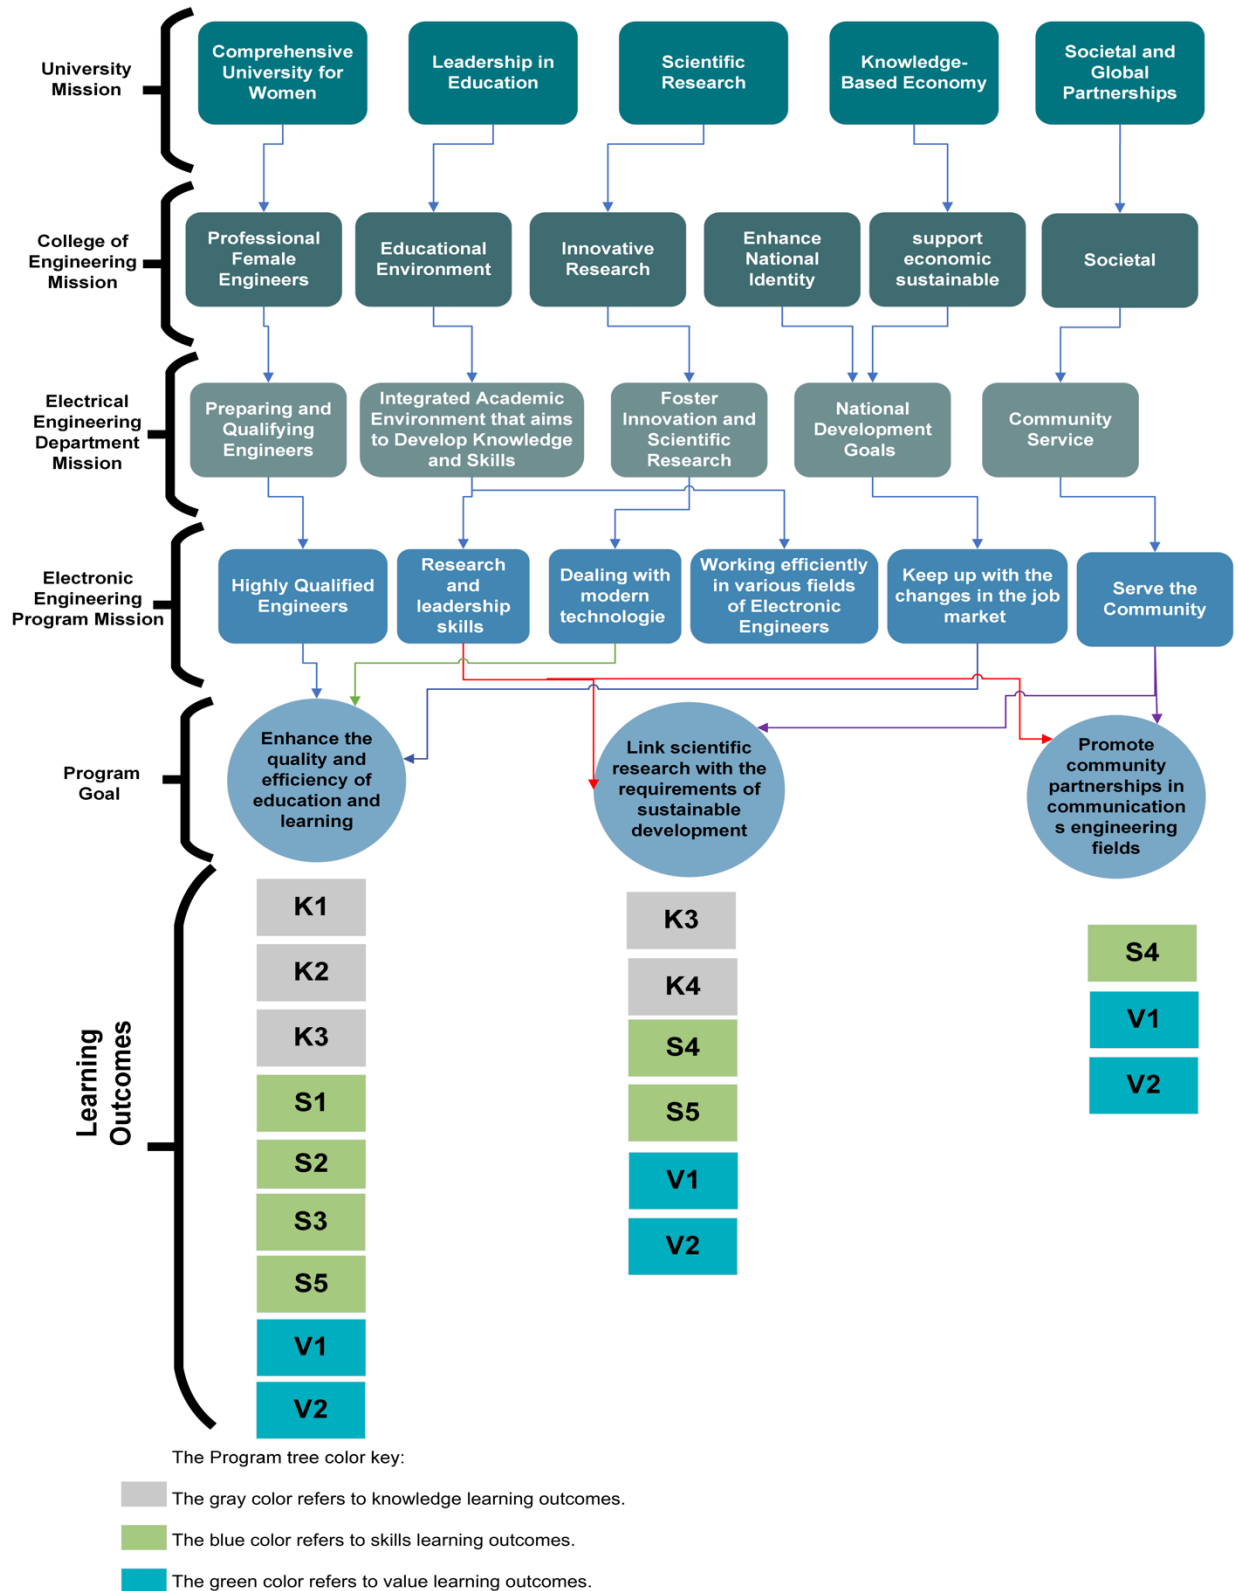 University
Mission
Comprehensive
University for
Women
Leadership in
Education
Scientific
Research
Knowledge-
Based Economy
Societal and
Global
Partnerships
College of
Engineering
Mission
Professional
Female
Engineers
Educational
Environment
Innovative
Research
Enhance
National
Identity
support
economic
sustainable
Societal
Electrical
Engineering
Department
Mission
Preparing and
Qualifying
Engineers
Integrated Academic
Environment that aims
to Develop Knowledge
and Skills
Foster
Innovation and
Scientific
Research
National
Development
Goals
Community
Service
Electronic
Engineering
Program Mission
Highly Qualified
Engineers
Research
and
leadership
skills
Dealing with
modern
technologie
Working efficiently
in various fields
of Electronic
Engineers
Keep up with the
changes in the job
market
Serve the
Community
Program
Goal
Enhance the
quality and
efficiency of
education and
learning
Link scientific
research with the
requirements of
sustainable
development
Promote
community
partnerships in
communication
s engineering
fields
Learning
Outcomes
K1
K2
K3
S1
S2
S3
S5
V1
V2
K3
K4
S4
S5
V1
V2
S4
V1
V2
The Program tree color key:
The gray color refers to knowledge learning outcomes.
The blue color refers to skills learning outcomes.
The green color refers to value learning outcomes.